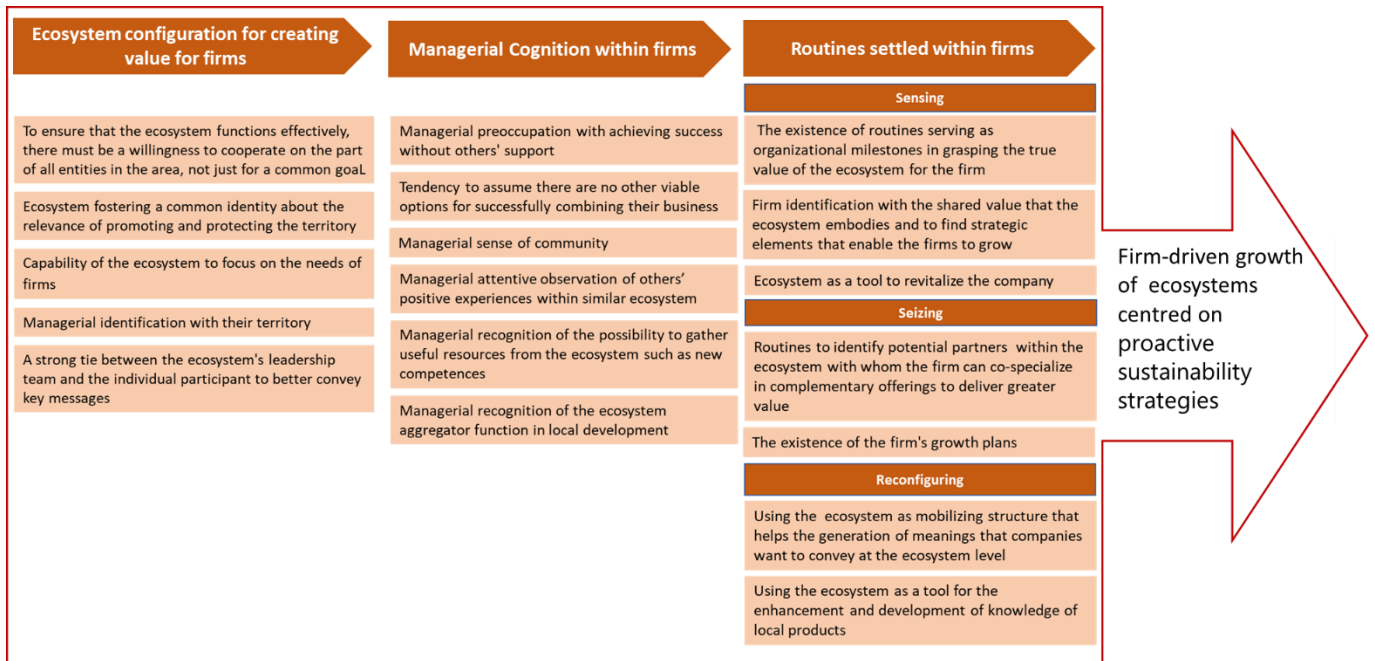 Ecosystem configuration for creating
value for firms
To ensure that the ecosystem functions effectively,
there must be a willingness to cooperate on the part
of all entities in the area, not just for a common goal.
Ecosystem fostering a common identity about the
relevance of promoting and protecting the territory
Capability of the ecosystem to focus on the needs of
firms
Managerial identification with their territory
A strong tie between the ecosystem's leadership
team and the individual participant to better convey
key messages
Managerial Cognition within firms
Managerial preoccupation with achieving success
without others' support
Tendency to assume there are no other viable
options for successfully combining their business
Managerial sense of community
Managerial attentive observation of others’
positive experiences within similar ecosystem
Managerial recognition of the possibility to gather
useful resources from the ecosystem such as new
competences
Managerial recognition of the ecosystem
aggregator function in local development
Routines settled within firms
Sensing
The existence of routines serving as
organizational milestones in grasping the true
value of the ecosystem for the firm
Firm identification with the shared value that the
ecosystem embodies and to find strategic
elements that enable the firms to grow
Ecosystem as a tool to revitalize the company
Seizing
Routines to identify potential partners within the
ecosystem with whom the firm can co-specialize
in complementary offerings to deliver greater
value
The existence of the firm's growth plans
Reconfiguring
Using the ecosystem as mobilizing structure that
helps the generation of meanings that companies
want to convey at the ecosystem level
Using the ecosystem as a tool for the
enhancement and development of knowledge of
local products
Firm-driven growth
of ecosystems
centred on
proactive
sustainability
strategies